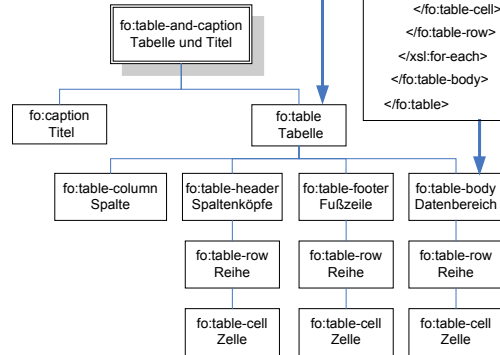 </fo:table-cell>
</fo:table-row>
</xsl:for-each>
</fo:table-body>
</fo:table>
fo:table-and-caption
Tabelle und Titel
fo:caption
Titel
fo:table
Tabelle
fo:table-column
Spalte
fo:table-header
Spaltenköpfe
fo:table-footer
Fußzeile
fo:table-body
Datenbereich
fo:table-row
Reihe
fo:table-row
Reihe
fo:table-row
Reihe
fo:table-cell
Zelle
fo:table-cell
Zelle
fo:table-cell
Zelle